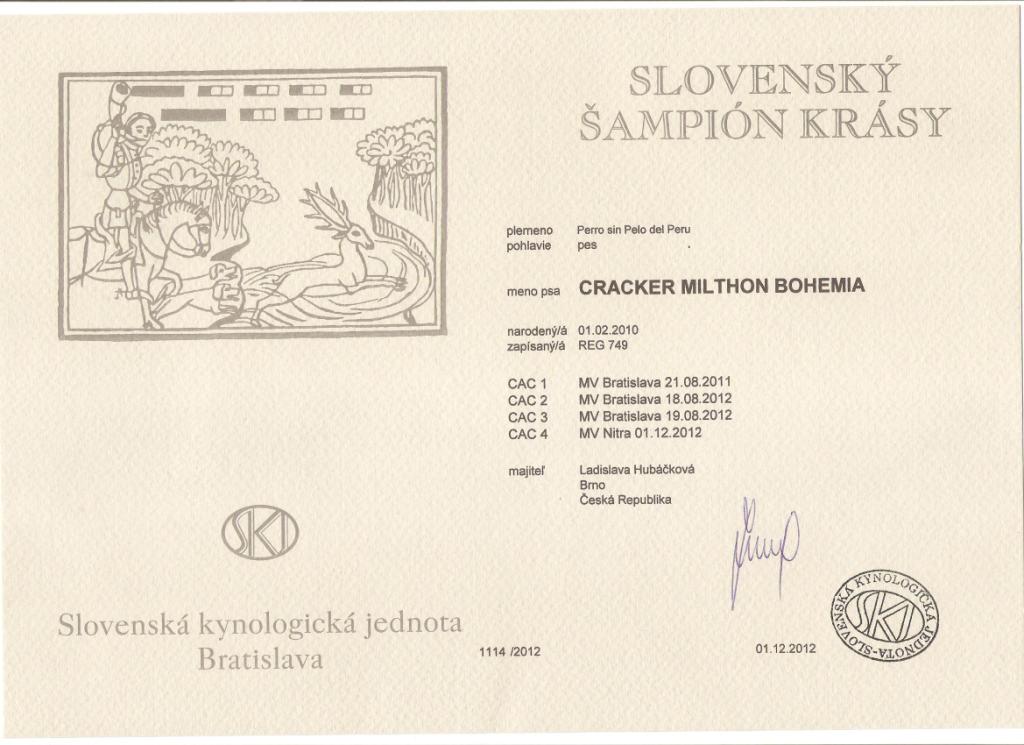 SLOVENSKÝ
ŠAMPIÓN KRÁSY
plemeno Perro sin Pelo del Peru
pohlavie pes
meno psa CRACKER MILTHON BOHEMIA
narodený/á 01.02.2010
zapísaný/á REG 749
CAC 1 MV Bratislava 21.08.2011
CAC 2 MV Bratislava 18.08.2012
CAC 3 MV Bratislava 19.08.2012
CAC 4 MV Nitra 01.12.2012
majiteľ Ladislava Hubáčková
Brno
Česká Republika
SKJ
Slovenská kynologická jednota
Bratislava
1114 /2012
01.12.2012
SLOVENSKÁ KYNOLOGICKÁ JEDNOTA
SKJ